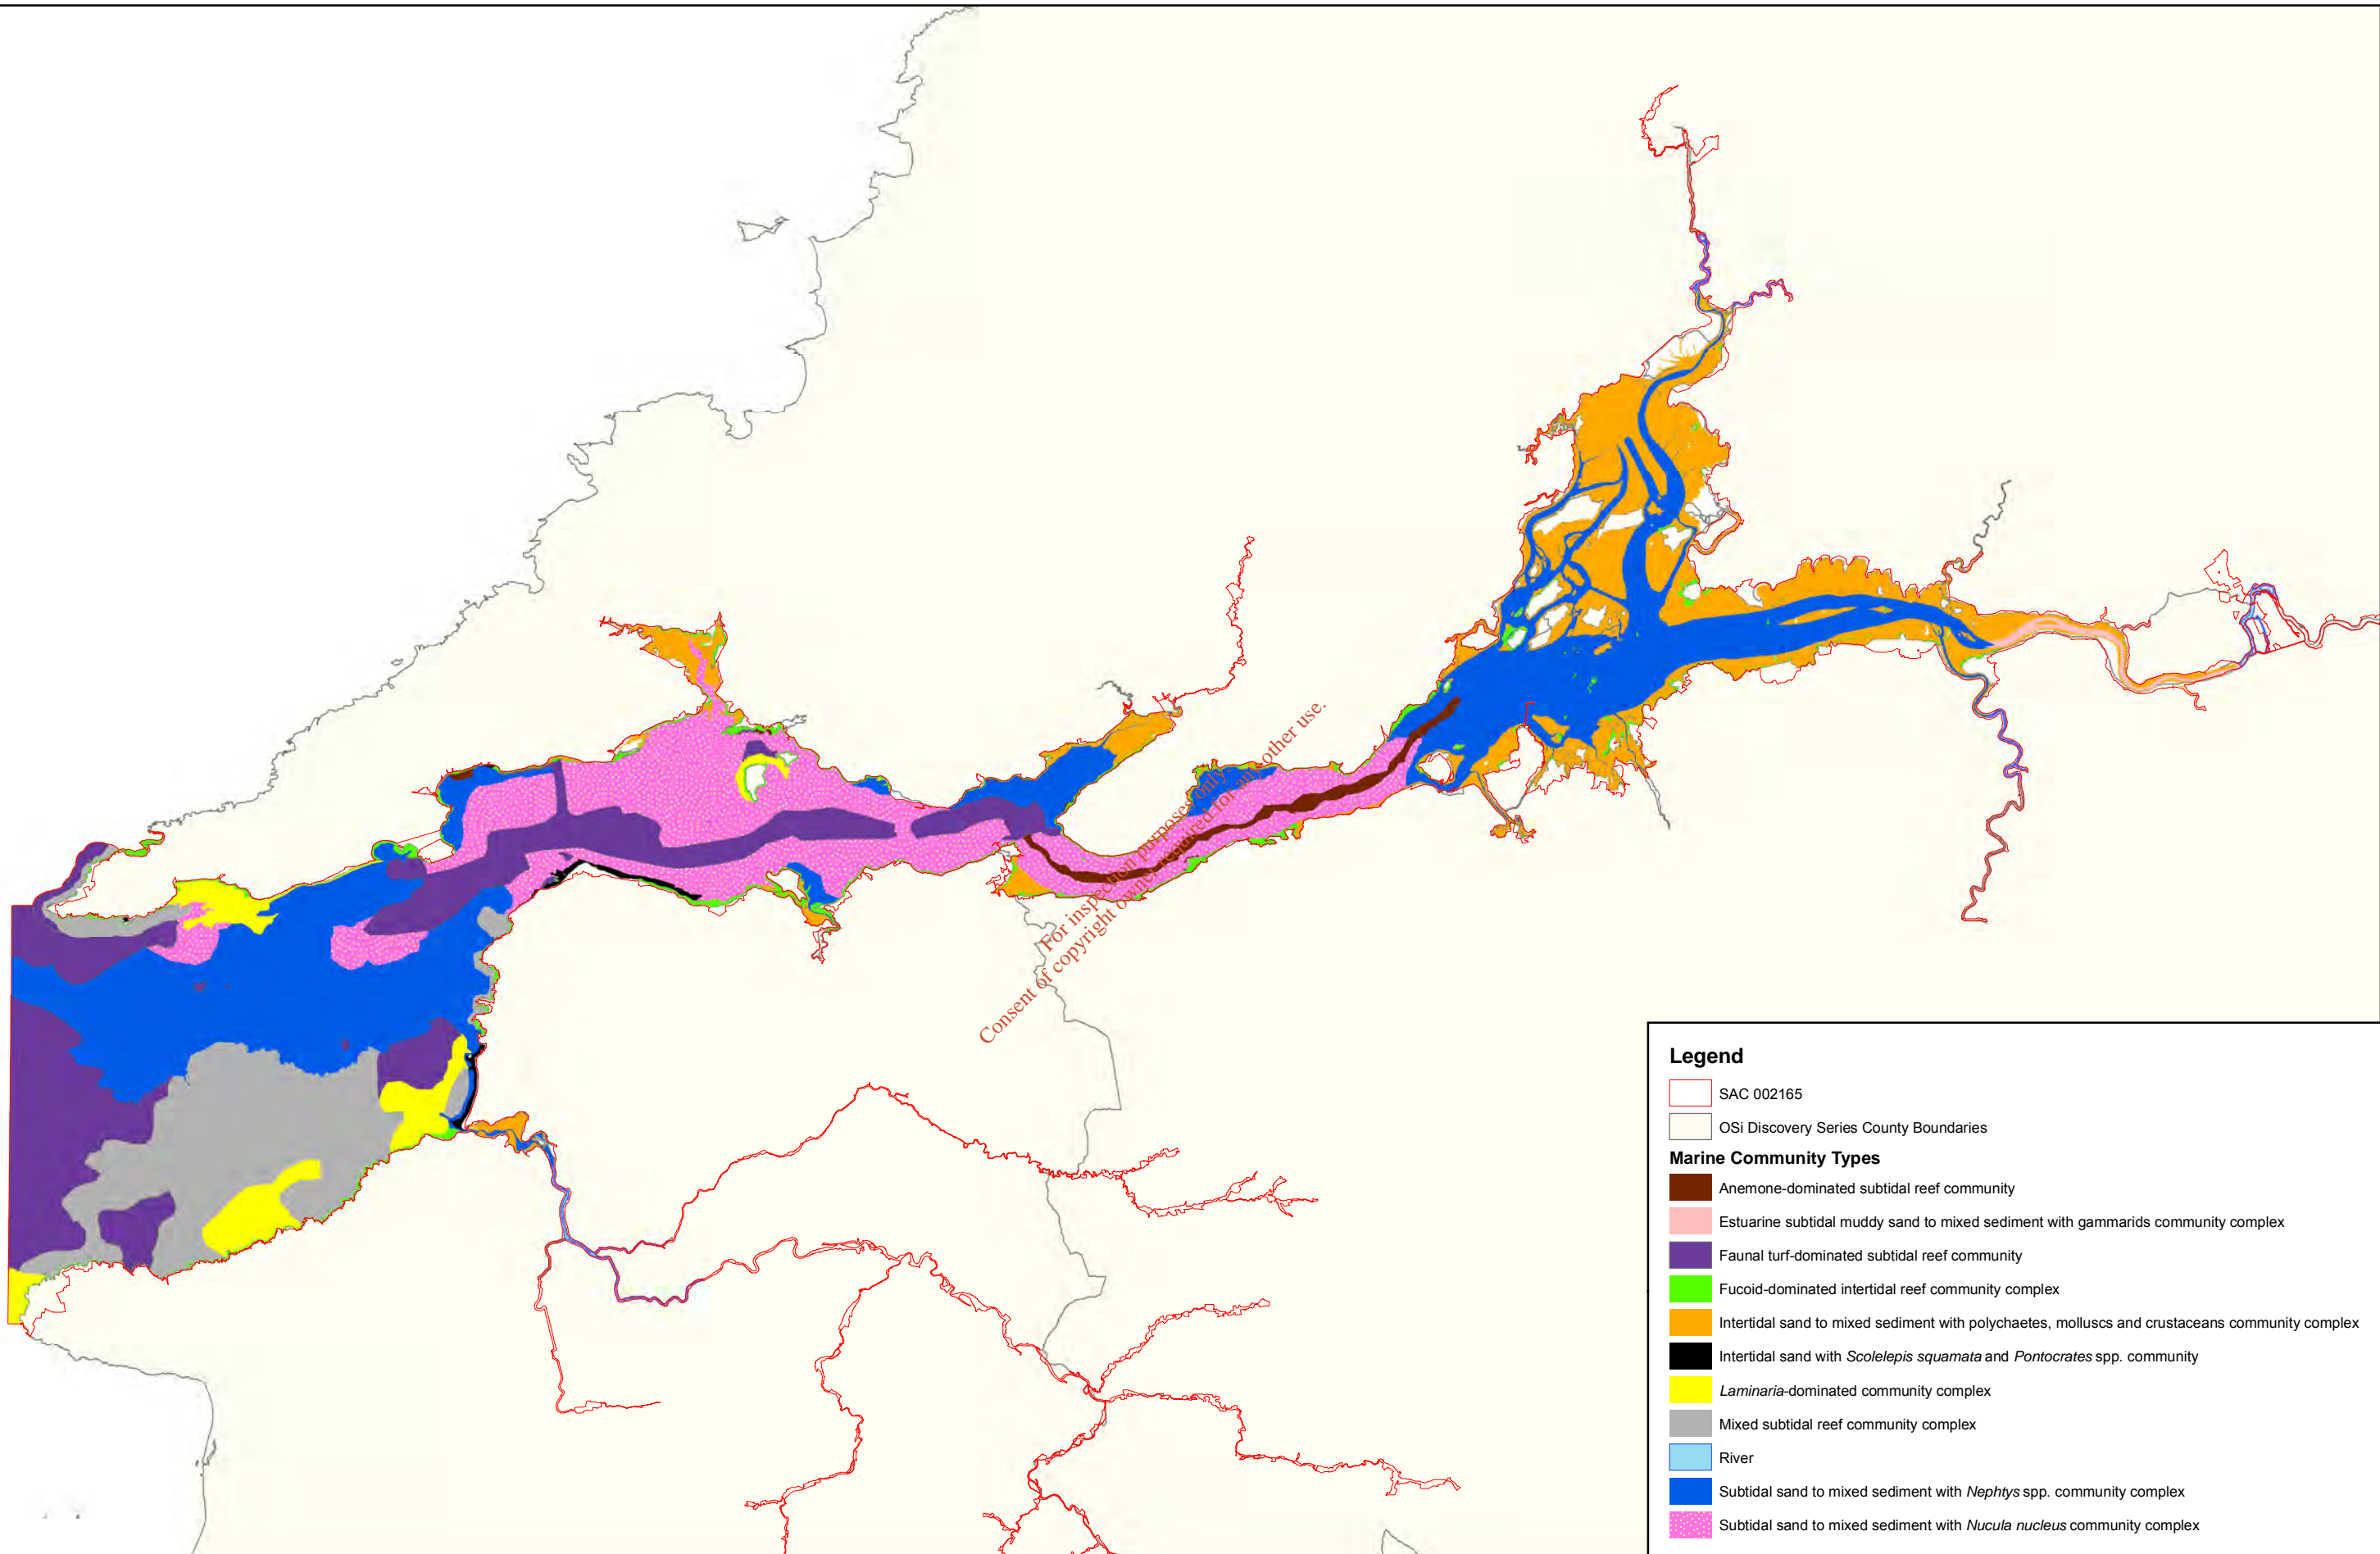 For inspection purposes only.
Consent of copyright owner required for any other use.
Legend
SAC 002165
OSi Discovery Series County Boundaries
Marine Community Types
Anemone-dominated subtidal reef community
Estuarine subtidal muddy sand to mixed sediment with gammarids community complex
Faunal turf-dominated subtidal reef community
Fucoid-dominated intertidal reef community complex
Intertidal sand to mixed sediment with polychaetes, molluscs and crustaceans community complex
Intertidal sand with Scolelepis squamata and Pontocrates spp. community
Laminaria-dominated community complex
Mixed subtidal reef community complex
River
Subtidal sand to mixed sediment with Nephtys spp. community complex
Subtidal sand to mixed sediment with Nucula nucleus community complex